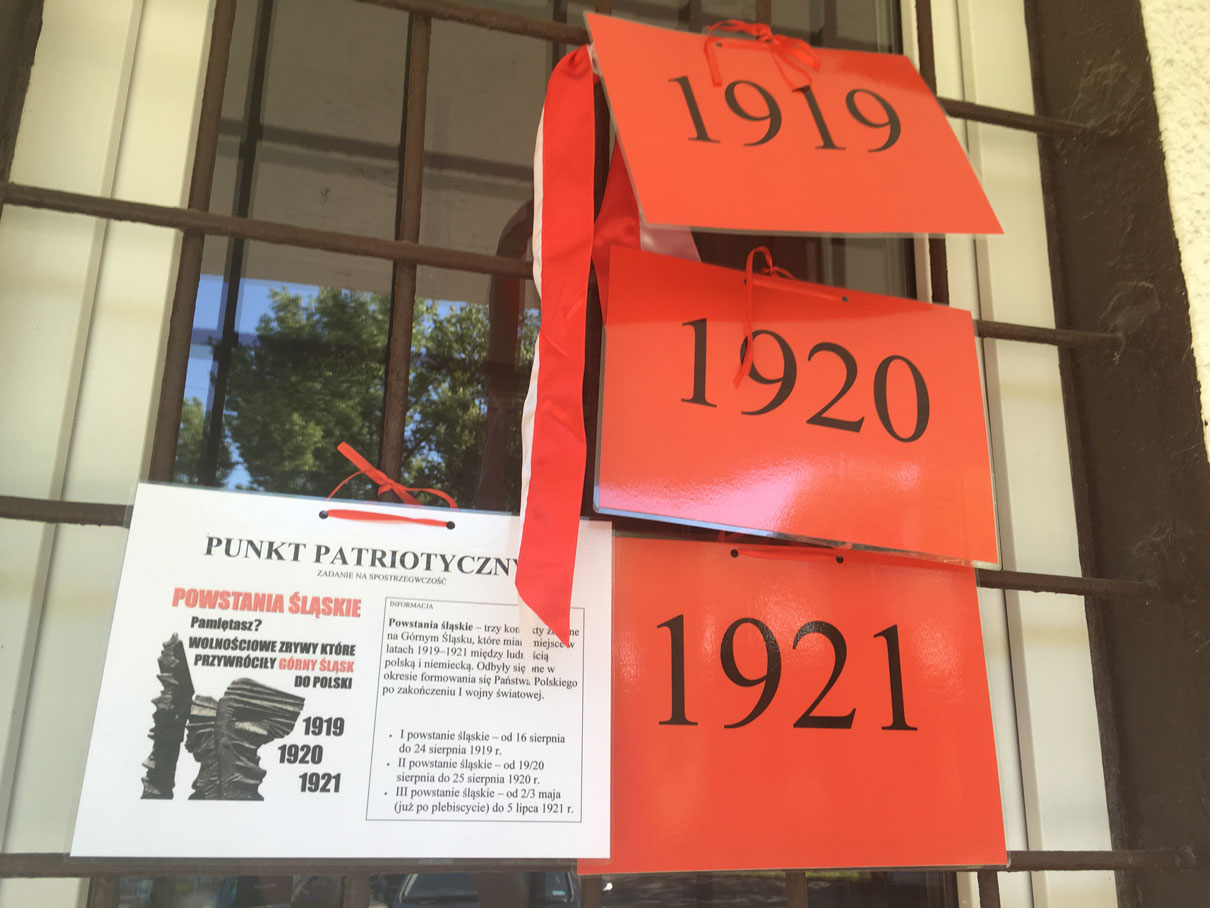 1919
1920
1921
PUNKT PATRIOTYCZNY
ZADANIE NA SPOSTRZEGWCZOŚĆ
POWSTANIA ŚLĄSKIE
Pamiętasz?
WOLNOŚCIOWE ZRYWY KTÓRE
PRZYWRÓCIŁY GÓRNY ŚLĄSK
DO POLSKI
1919
1920
1921
INFORMACJA
Powstania śląskie – trzy
na Górnym Śląsku, które miejsce w
latach 1919–1921 między
polską i niemiecką. Odbyły się w
okresie formowania się Państwa Polskiego
po zakończeniu I wojny światowej.
• I powstanie śląskie – od 16 sierpnia
do 24 sierpnia 1919 r.
• II powstanie śląskie – od 19/20
sierpnia do 25 sierpnia 1920 r.
• III powstanie śląskie – od 2/3 maja
(już po plebiscycie) do 5 lipca 1921 r.